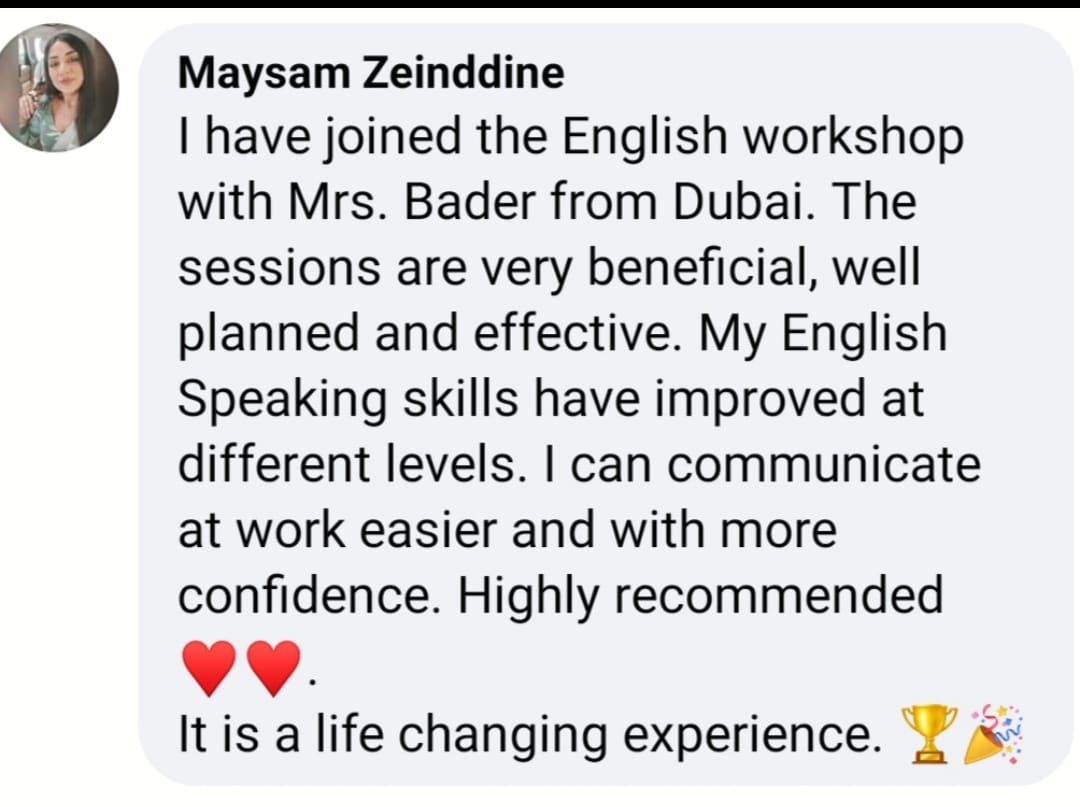 Maysam Zeinddine
I have joined the English workshop
with Mrs. Bader from Dubai. The
sessions are very beneficial, well
planned and effective. My English
Speaking skills have improved at
different levels. I can communicate
at work easier and with more
confidence. Highly recommended
♥️♥️.
It is a life changing experience. 🏆🎉